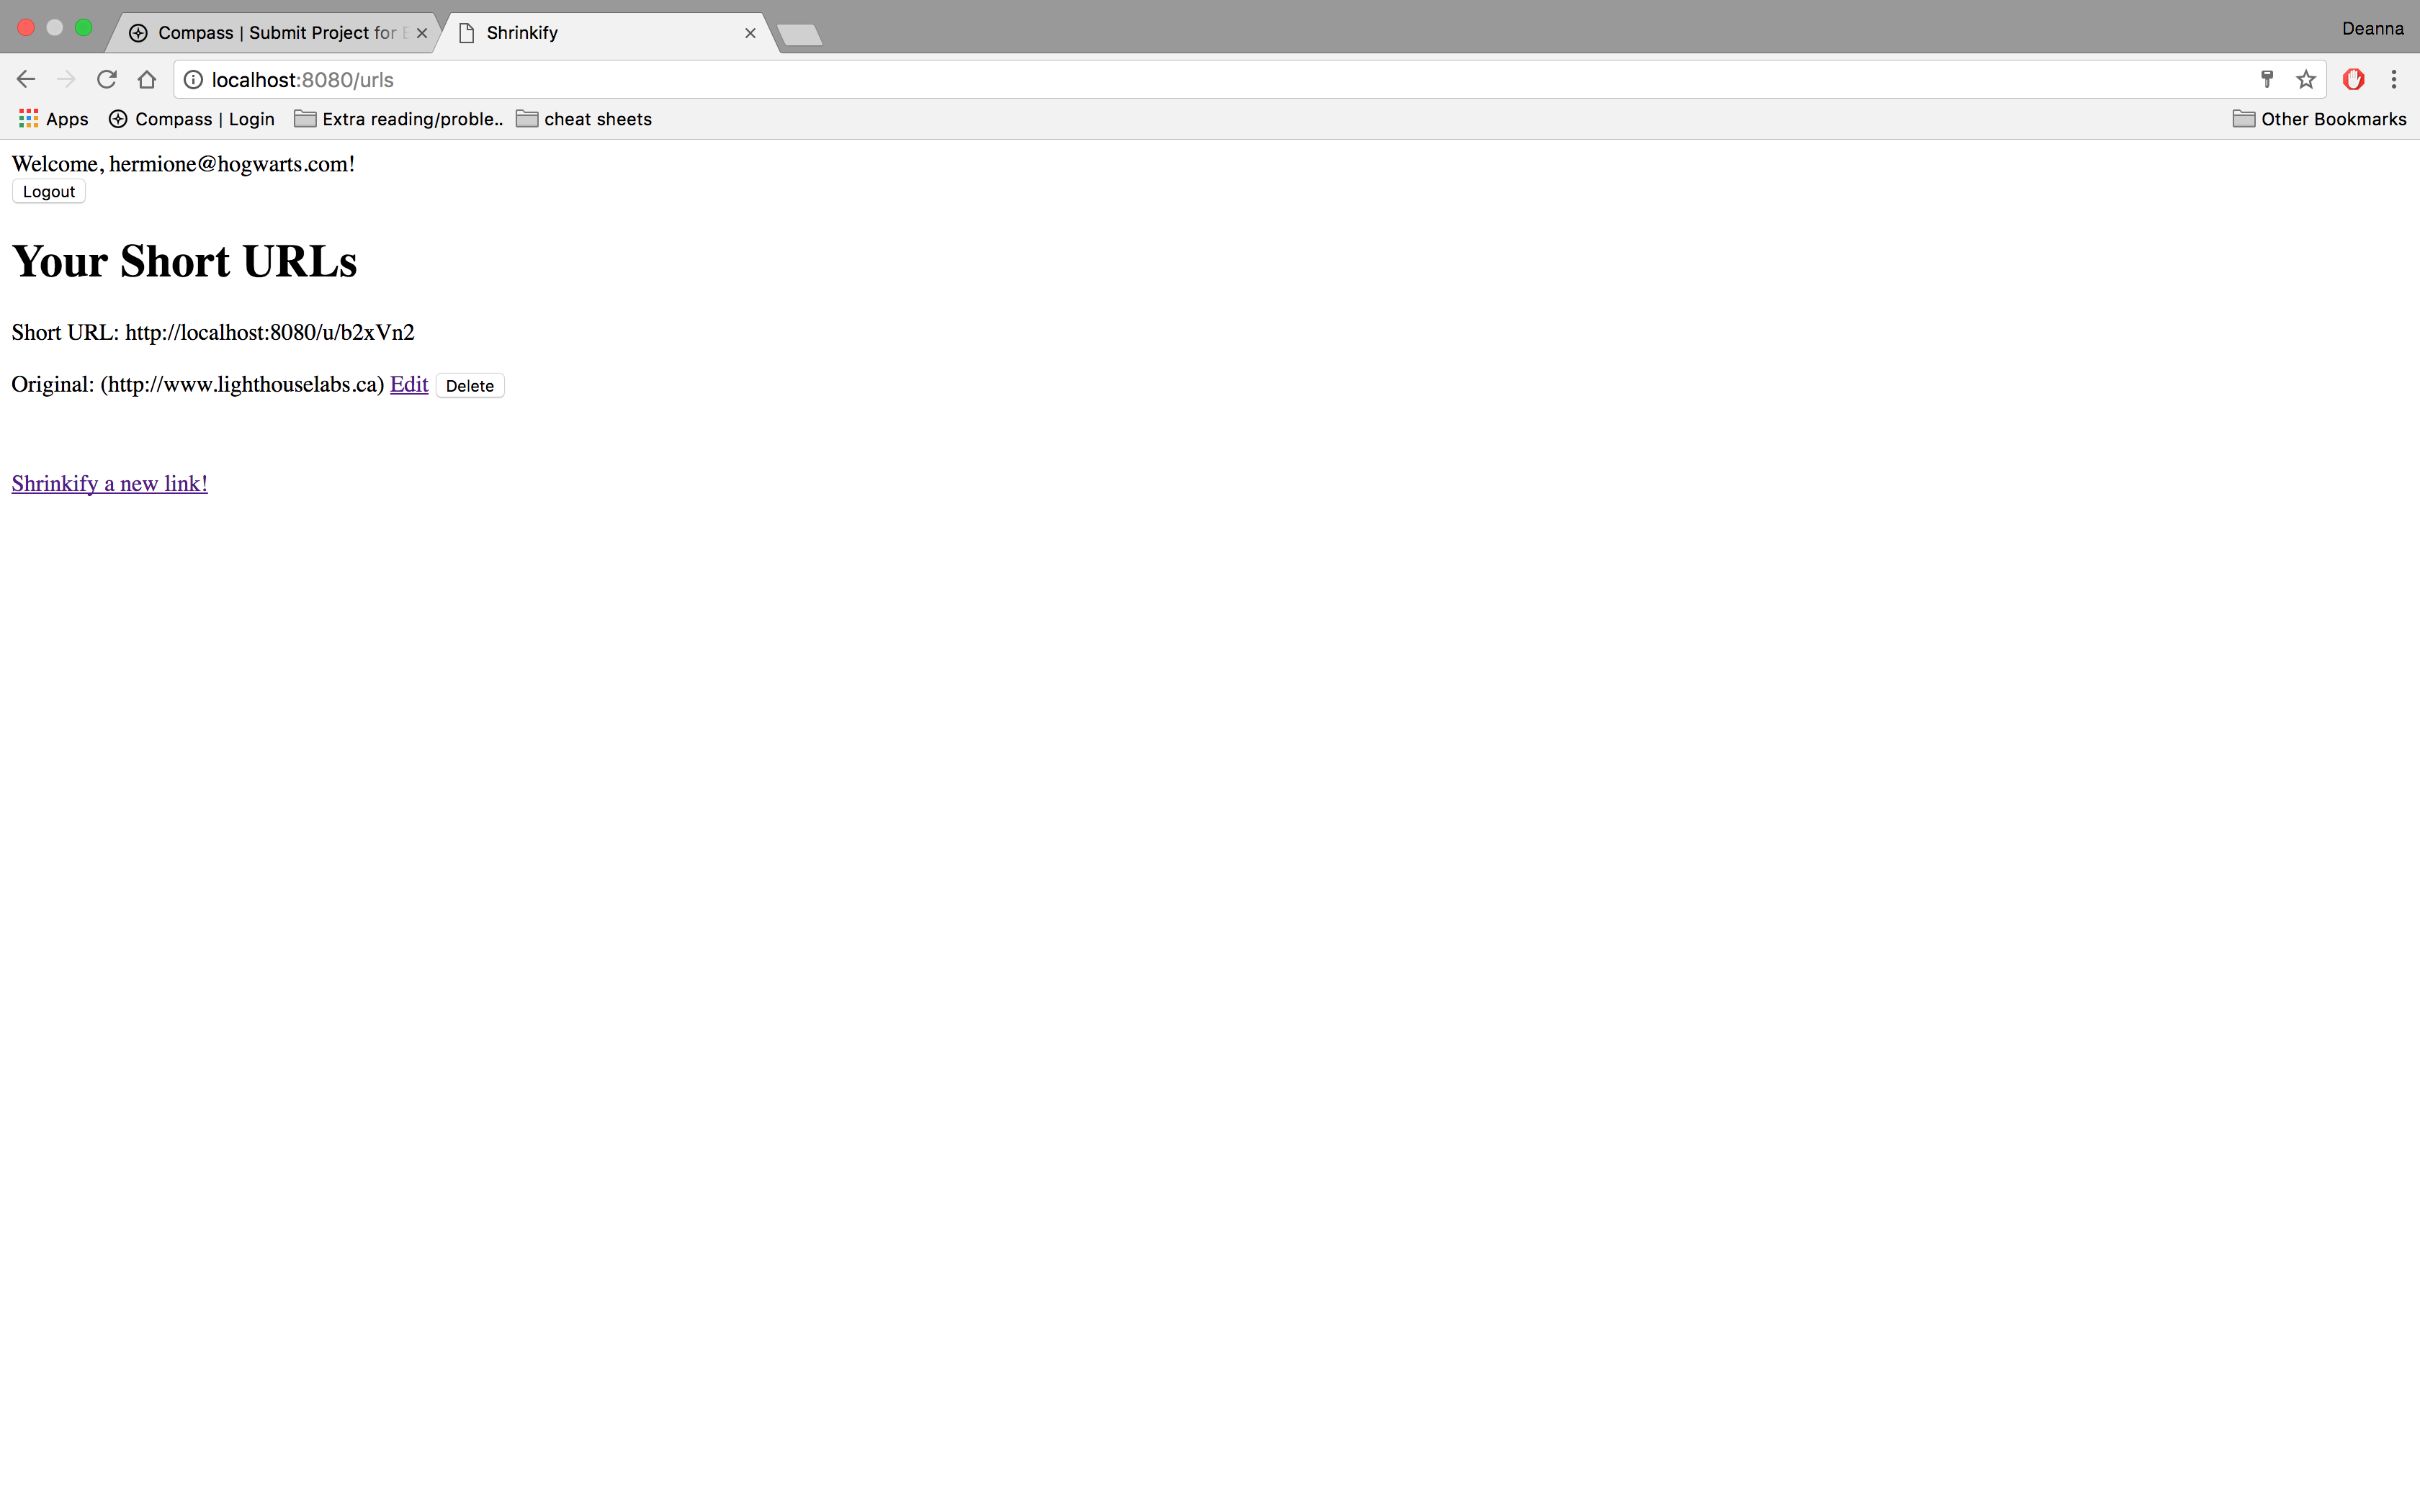 Compass | Submit Project for E
Shrinkify
Deanna
localhost:8080/urls
Apps
Compass | Login
Extra reading/proble..
cheat sheets
Other Bookmarks
Welcome, hermione@hogwarts.com!
Logout
Your Short URLs
Short URL: http://localhost:8080/u/b2xVn2
Original: (http://www.lighthouselabs.ca) Edit Delete
Shrinkify a new link!